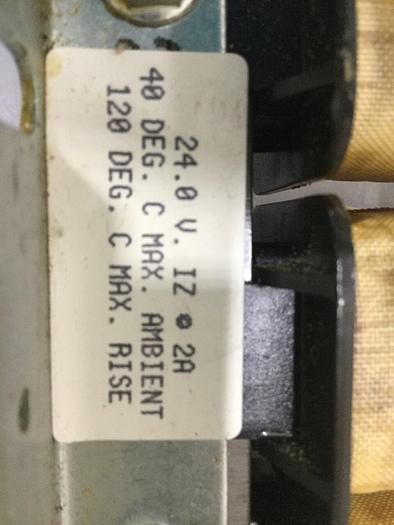 24.0 V. IZ @ 2A
40 DEG. C MAX. AMBIENT
120 DEG. C MAX. RISE